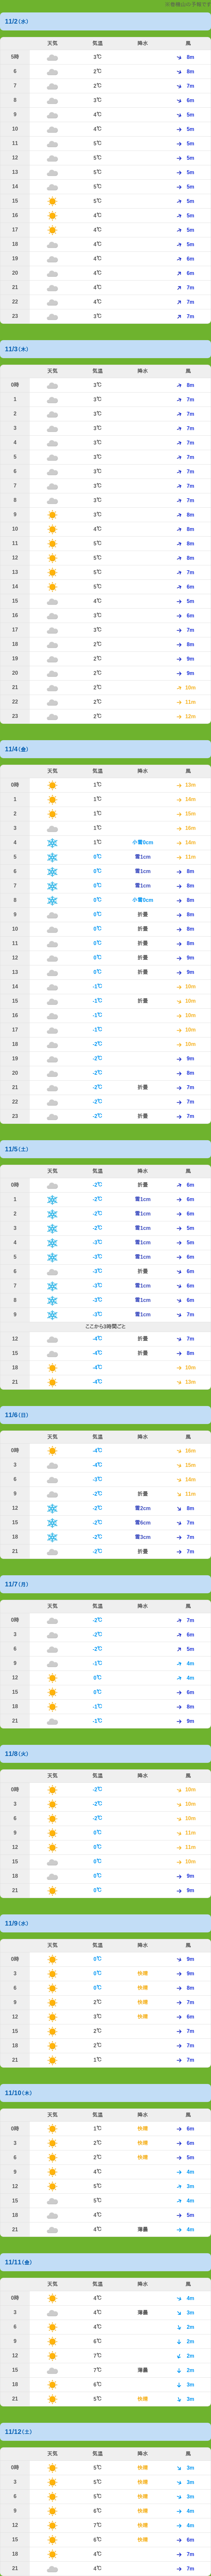 11/2(水)
天気 気温 降水 風
5時 3℃ 8m
6 2℃ 8m
7 2℃ 7m
8 3℃ 6m
9 4℃ 5m
10 4℃ 5m
11 5℃ 5m
12 5℃ 5m
13 5℃ 5m
14 5℃ 5m
15 5℃ 5m
16 4℃ 5m
17 4℃ 5m
18 4℃ 5m
19 4℃ 6m
20 4℃ 6m
21 4℃ 7m
22 4℃ 7m
23 3℃ 7m
11/3(木)
天気 気温 降水 風
0時 3℃ 8m
1 3℃ 7m
2 3℃ 7m
3 3℃ 7m
4 3℃ 7m
5 3℃ 7m
6 3℃ 7m
7 3℃ 7m
8 3℃ 7m
9 3℃ 8m
10 4℃ 8m
11 5℃ 8m
12 5℃ 8m
13 5℃ 7m
14 5℃ 6m
15 4℃ 5m
16 3℃ 6m
17 3℃ 7m
18 2℃ 8m
19 2℃ 9m
20 2℃ 9m
21 2℃ 10m
22 2℃ 11m
23 2℃ 12m
11/4(金)
天気 気温 降水 風
0時 1℃ 13m
1 1℃ 14m
2 1℃ 15m
3 1℃ 16m
4 1℃ 小雪0cm 14m
5 0℃ 雪1cm 11m
6 0℃ 雪1cm 8m
7 0℃ 雪1cm 8m
8 0℃ 小雪0cm 8m
9 0℃ 折曇 8m
10 0℃ 折曇 8m
11 0℃ 折曇 8m
12 0℃ 折曇 9m
13 0℃ 折曇 9m
14 -1℃ 10m
15 -1℃ 折曇 10m
16 -1℃ 10m
17 -1℃ 10m
18 -2℃ 10m
19 -2℃ 9m
20 -2℃ 8m
21 -2℃ 折曇 7m
22 -2℃ 7m
23 -2℃ 折曇 7m
11/5(土)
天気 気温 降水 風
0時 -2℃ 折曇 6m
1 -2℃ 雪1cm 6m
2 -2℃ 雪1cm 6m
3 -2℃ 雪1cm 5m
4 -3℃ 雪1cm 5m
5 -3℃ 雪1cm 6m
6 -3℃ 折曇 6m
7 -3℃ 雪1cm 6m
8 -3℃ 雪1cm 6m
9 -3℃ 雪1cm 7m
ここから3時間ごと
12 -4℃ 折曇 7m
15 -4℃ 折曇 8m
18 -4℃ 10m
21 -4℃ 13m
11/6(日)
天気 気温 降水 風
0時 -4℃ 16m
3 -4℃ 15m
6 -3℃ 14m
9 -2℃ 折曇 11m
12 -2℃ 雪2cm 8m
15 -2℃ 雪6cm 7m
18 -2℃ 雪3cm 7m
21 -2℃ 折曇 7m
11/7(月)
天気 気温 降水 風
0時 -2℃ 7m
3 -2℃ 6m
6 -2℃ 5m
9 -1℃ 4m
12 0℃ 4m
15 0℃ 6m
18 -1℃ 8m
21 -1℃ 9m
11/8(火)
天気 気温 降水 風
0時 -2℃ 10m
3 -2℃ 10m
6 -2℃ 10m
9 0℃ 11m
12 0℃ 11m
15 0℃ 10m
18 0℃ 9m
21 0℃ 9m
11/9(水)
天気 気温 降水 風
0時 0℃ 9m
3 0℃ 快晴 9m
6 0℃ 快晴 8m
9 2℃ 快晴 7m
12 3℃ 快晴 6m
15 2℃ 7m
18 2℃ 7m
21 1℃ 7m
11/10(木)
天気 気温 降水 風
0時 1℃ 快晴 6m
3 2℃ 快晴 6m
6 2℃ 快晴 5m
9 4℃ 4m
12 5℃ 3m
15 5℃ 4m
18 4℃ 5m
21 4℃ 薄曇 4m
11/11(金)
天気 気温 降水 風
0時 4℃ 4m
3 4℃ 薄曇 3m
6 4℃ 2m
9 6℃ 2m
12 7℃ 2m
15 7℃ 薄曇 2m
18 6℃ 3m
21 5℃ 快晴 3m
11/12(土)
天気 気温 降水 風
0時 5℃ 快晴 3m
3 5℃ 快晴 3m
6 5℃ 快晴 3m
9 6℃ 快晴 4m
12 7℃ 快晴 4m
15 6℃ 快晴 6m
18 4℃ 7m
21 4℃ 7m